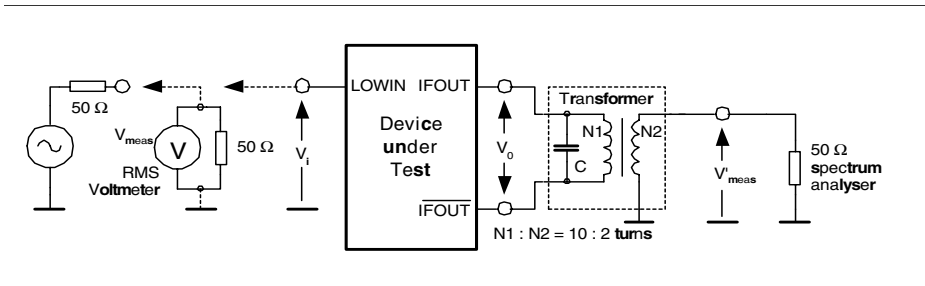 50 Ω
V meas
RMS
Voltmeter
V
50 Ω
Vi
LOWIN IFOUT
Device
under
Test
IFOUT
Vo
Transformer
N1 N2
C
N1 : N2 = 10 : 2 turns
V'meas
50 Ω
spectrum
analyser